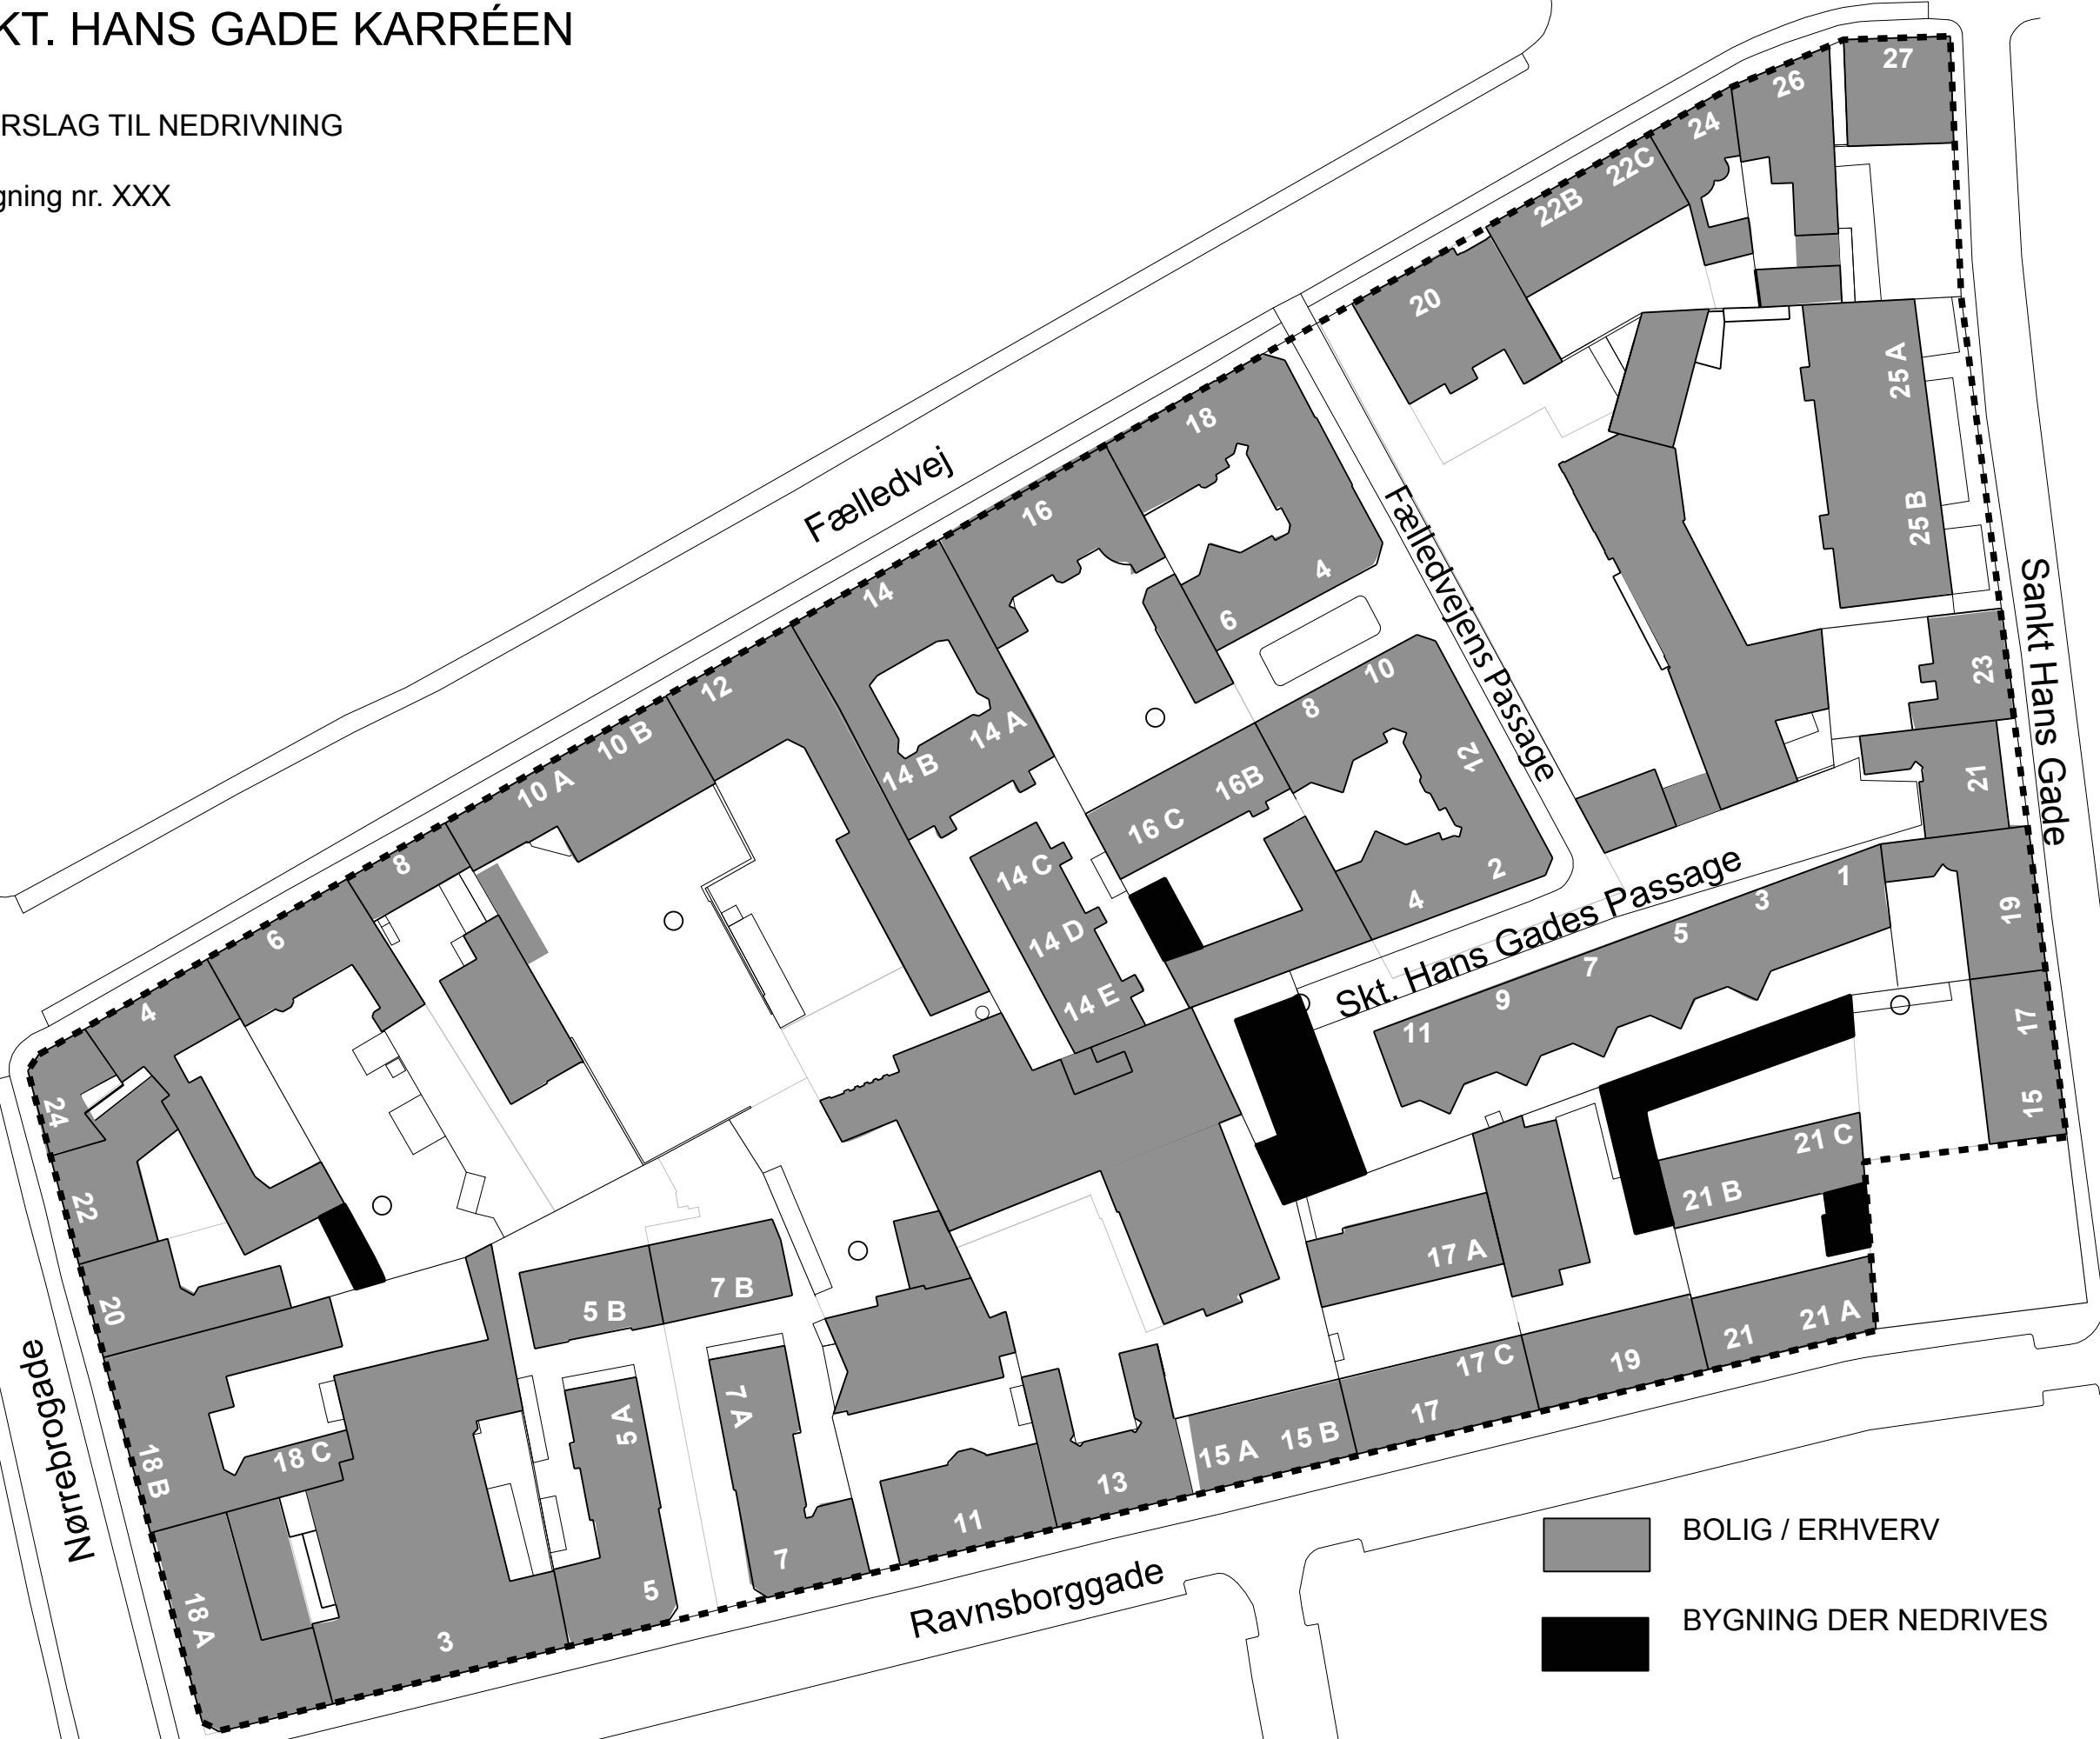 KT. HANS GADE KARRÉEN
RSLAG TIL NEDRIVNING
gning nr. XXX
27
26
24
22C
22B
20
Fælledvej
18
16
14
12
10 B
10 A
8
6
4
25 A
25 B
Fælledvejens Passage
Sankt Hans Gade
4
6
10
8
12
16B
16 C
14 A
14 B
14 C
14 D
14 E
2
4
23
21
19
17
15
Skt. Hans Gades Passage
1
3
5
7
9
11
24
22
20
18 B
18 C
18 A
Nørrebrogade
21 C
21 B
17 A
5 B
7 B
5 A
7 A
3
5
7
11
13
15 A
15 B
17
17 C
19
21
21 A
Ravnsborggade
BOLIG / ERHVERV
BYGNING DER NEDRIVES